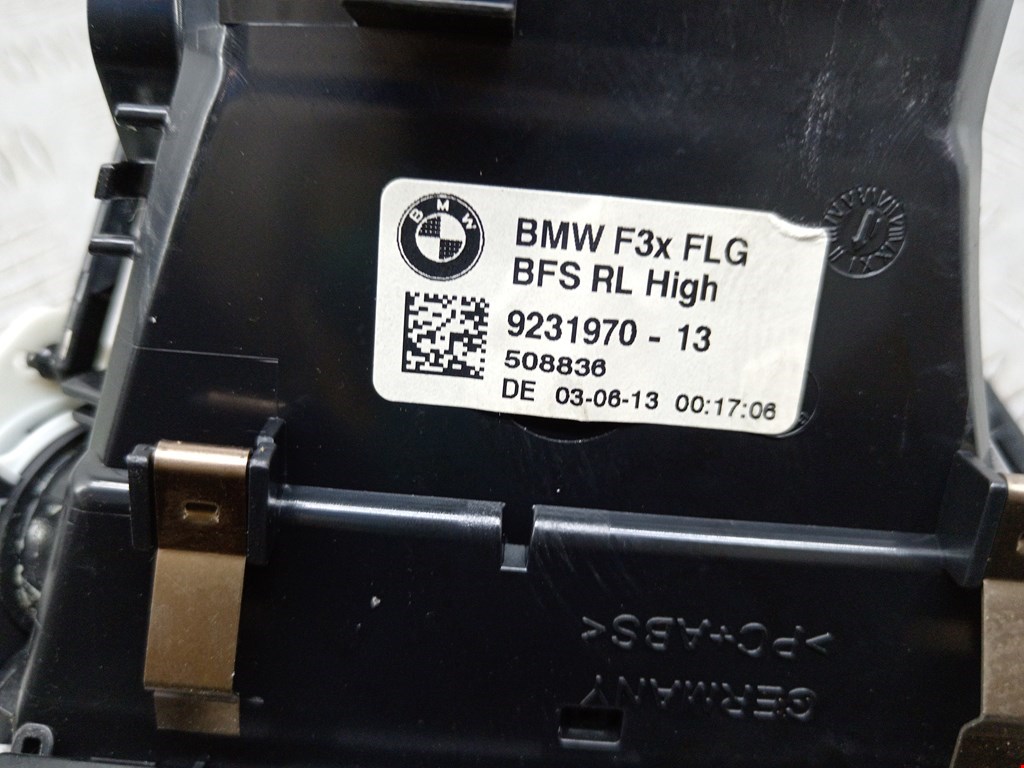 BMW
BMW F3x FLG
BFS RL High
9231970 - 13
508836
DE 03-06-13 00:17:06
>PC+ABS<
GERMANY